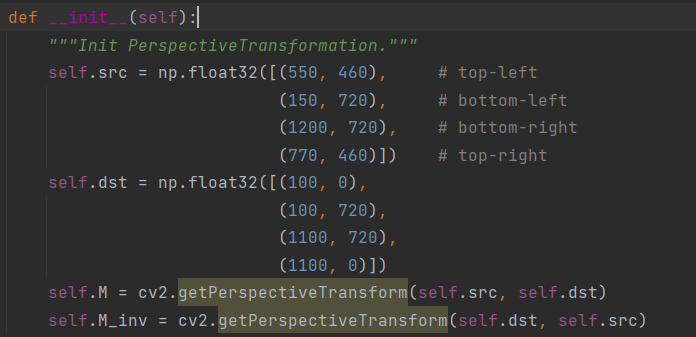 def __init__(self):
    """Init PerspectiveTransformation."""
    self.src = np.float32([(550, 460),     # top-left
                           (150, 720),     # bottom-left
                           (1200, 720),    # bottom-right
                           (770, 460)])    # top-right
    self.dst = np.float32([(100, 0),
                           (100, 720),
                           (1100, 720),
                           (1100, 0)])
    self.M = cv2.getPerspectiveTransform(self.src, self.dst)
    self.M_inv = cv2.getPerspectiveTransform(self.dst, self.src)